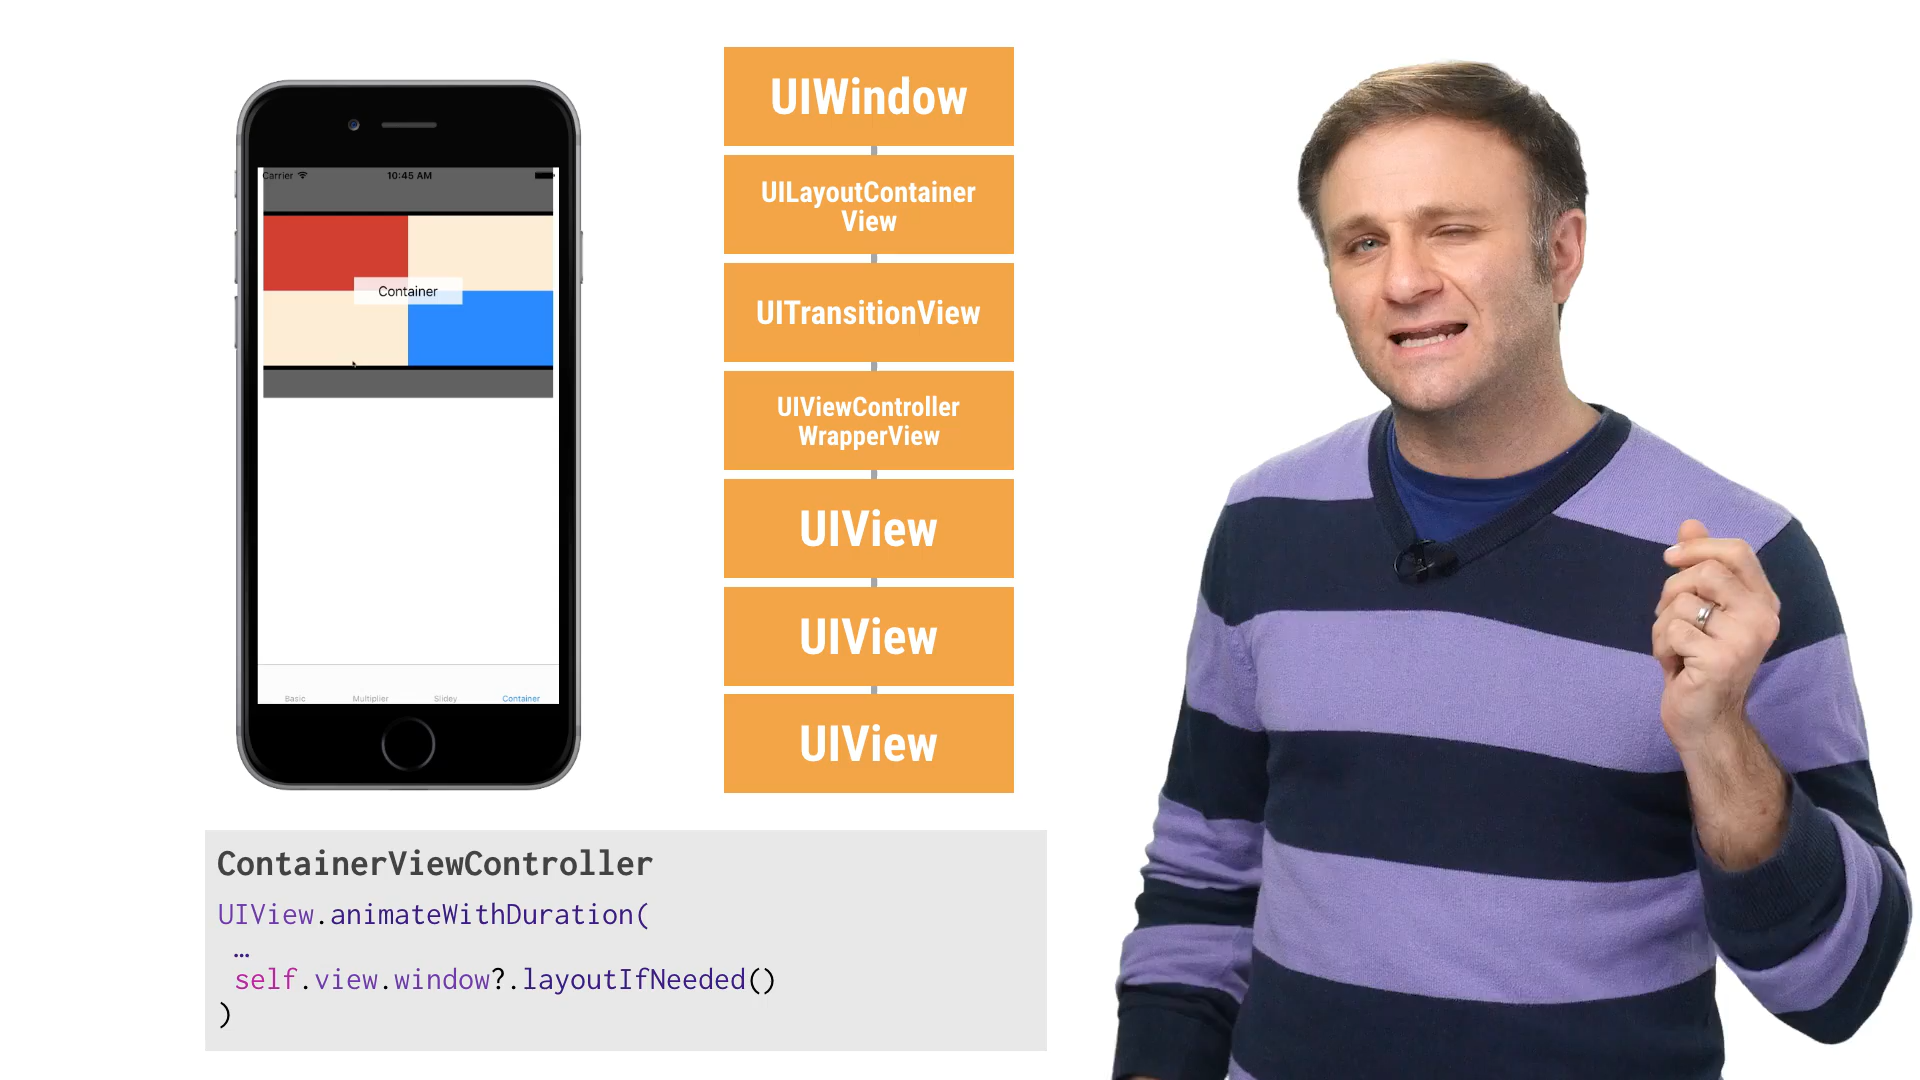 Carrier 10:45 AM
Container
Basic Multiplier Slidey Container
UIWindow
UILayoutContainer
View
UITransitionView
UIViewController
WrapperView
UIView
UIView
UIView
ContainerViewController
UIView.animateWithDuration(
…
self.view.window?.layoutIfNeeded()
)